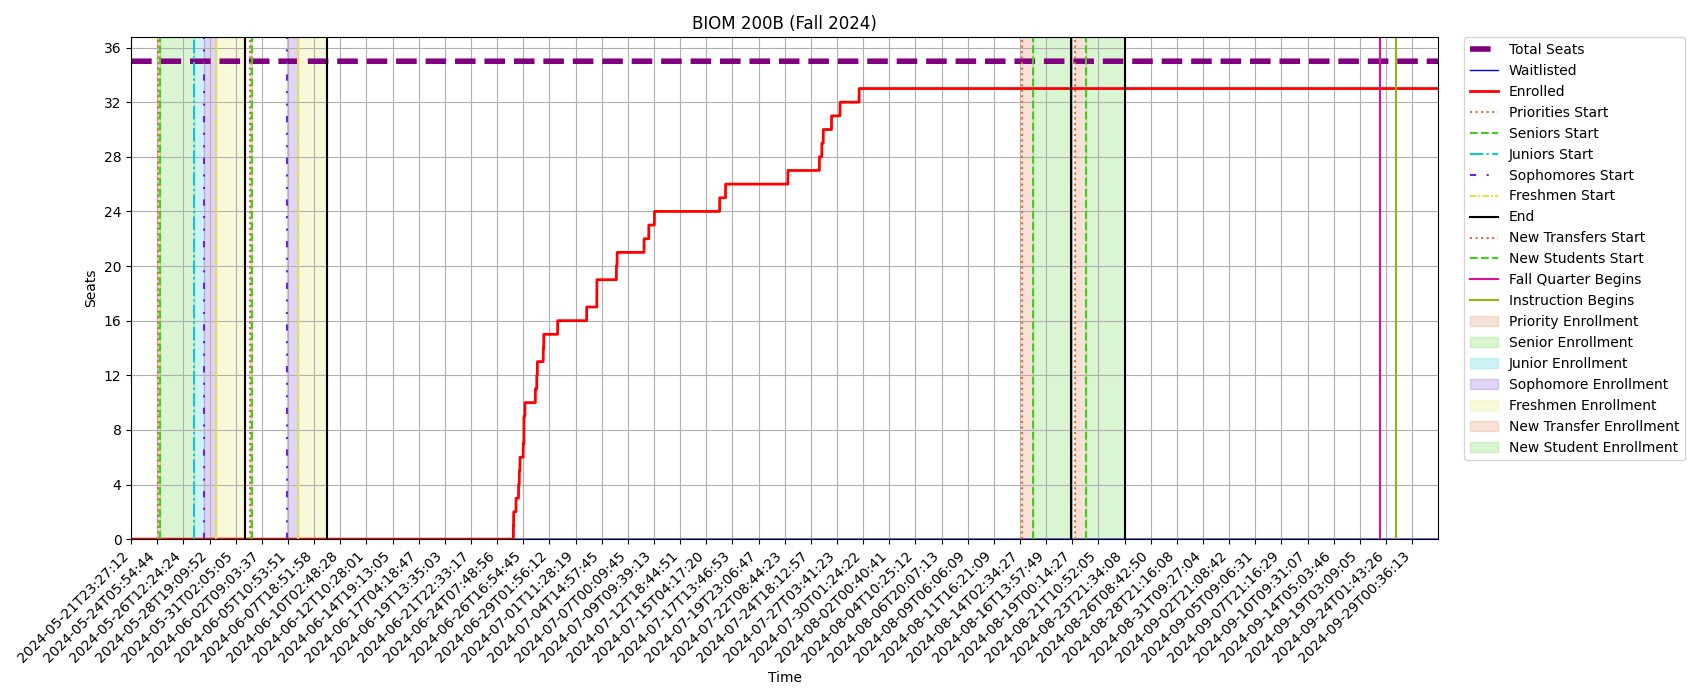 BIOM 200B (Fall 2024)
36
32
28
24
20
16
12
8
4
0
Seats
2024-05-21T23:27:12
2024-05-24T05:54:44
2024-05-26T12:24:24
2024-05-28T19:09:52
2024-05-31T02:05:05
2024-06-02T09:03:37
2024-06-05T10:53:51
2024-06-07T18:51:58
2024-06-10T02:48:28
2024-06-12T10:28:01
2024-06-14T19:13:05
2024-06-17T04:18:47
2024-06-19T13:35:03
2024-06-21T22:33:17
2024-06-24T07:48:56
2024-06-26T16:54:45
2024-06-29T01:56:12
2024-07-01T11:28:19
2024-07-04T14:57:45
2024-07-07T00:09:45
2024-07-09T09:39:13
2024-07-12T18:44:51
2024-07-15T04:17:20
2024-07-17T13:46:53
2024-07-19T23:06:47
2024-07-22T08:44:23
2024-07-24T18:12:57
2024-07-27T03:41:23
2024-07-30T01:24:22
2024-08-02T00:40:41
2024-08-04T10:25:12
2024-08-06T20:07:13
2024-08-09T06:06:09
2024-08-11T16:21:09
2024-08-14T02:34:27
2024-08-16T13:57:49
2024-08-19T00:14:27
2024-08-21T10:52:05
2024-08-23T21:34:08
2024-08-26T08:42:50
2024-08-28T21:16:08
2024-08-31T09:27:04
2024-09-02T21:08:42
2024-09-05T09:06:31
2024-09-07T21:16:29
2024-09-10T09:31:07
2024-09-14T05:03:46
2024-09-19T03:09:05
2024-09-24T01:43:26
2024-09-29T00:36:13
Time
Total Seats
Waitlisted
Enrolled
Priorities Start
Seniors Start
Juniors Start
Sophomores Start
Freshmen Start
End
New Transfers Start
New Students Start
Fall Quarter Begins
Instruction Begins
Priority Enrollment
Senior Enrollment
Junior Enrollment
Sophomore Enrollment
Freshmen Enrollment
New Transfer Enrollment
New Student Enrollment